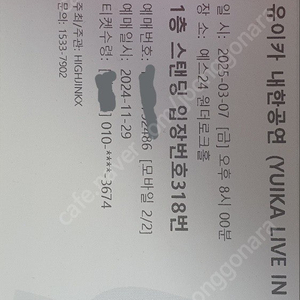 유이카 내한공연 (YUIKA LIVE IN
일 시: 2025-03-07 [금] 오후 8시 00분
장 소: 예스24 원더로크홀
1층 스탠딩 입장번호318번
예매번호: 2486 [모바일 2/2]
예매일시: 2024-11-29
티켓수령: [ ] 010-****-3674
주최/주관: HIGHJINKX
문의: 1533-7902